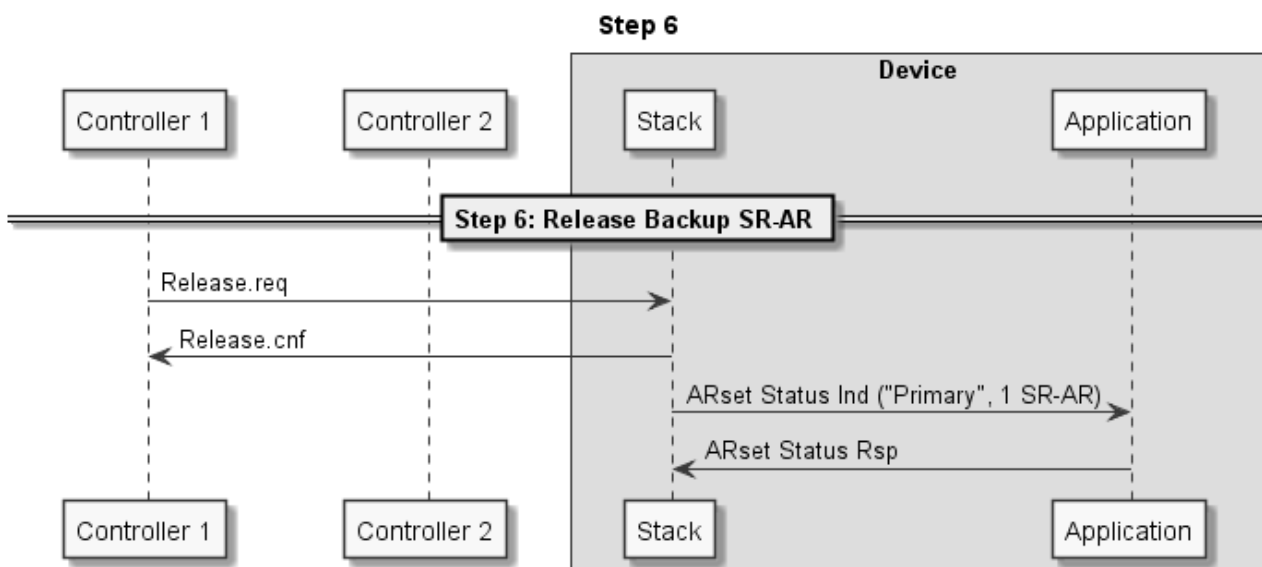 Step 6
Device
Controller 1
Controller 2
Stack
Application
Step 6: Release Backup SR-AR
Release.req
Release.cnf
ARset Status Ind ("Primary", 1 SR-AR)
ARset Status Rsp
Controller 1
Controller 2
Stack
Application